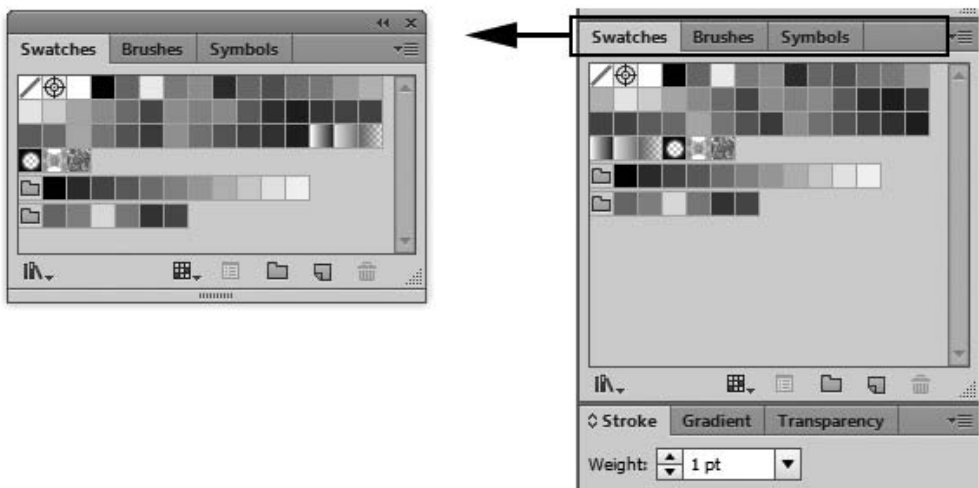 Swatches Brushes Symbols
Swatches Brushes Symbols
Stroke Gradient Transparency
Weight: 1 pt